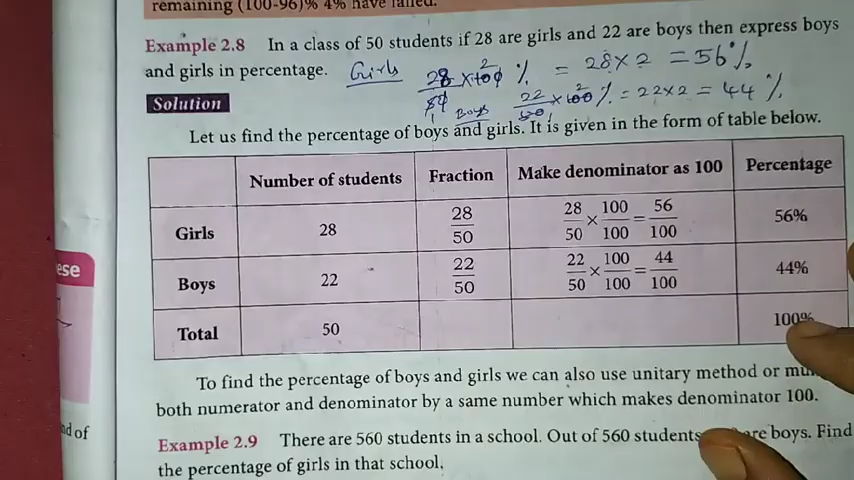 remaining (100-96)% 4% have failed.
Example 2.8 In a class of 50 students if 28 are girls and 22 are boys then express boys
and girls in percentage. Girls 28/50 × 100 % = 28 × 2 = 56 %
2
1
Solution Boys 22/50 × 100 % = 22 × 2 = 44 %
2
1
Let us find the percentage of boys and girls. It is given in the form of table below.
Number of students Fraction Make denominator as 100 Percentage
Girls 28 28/50 28/50 × 100/100 = 56/100 56%
Boys 22 22/50 22/50 × 100/100 = 44/100 44%
Total 50 100%
To find the percentage of boys and girls we can also use unitary method or
both numerator and denominator by a same number which makes denominator 100.
Example 2.9 There are 560 students in a school. Out of 560 students are boys. Find
the percentage of girls in that school.
ese
nd of